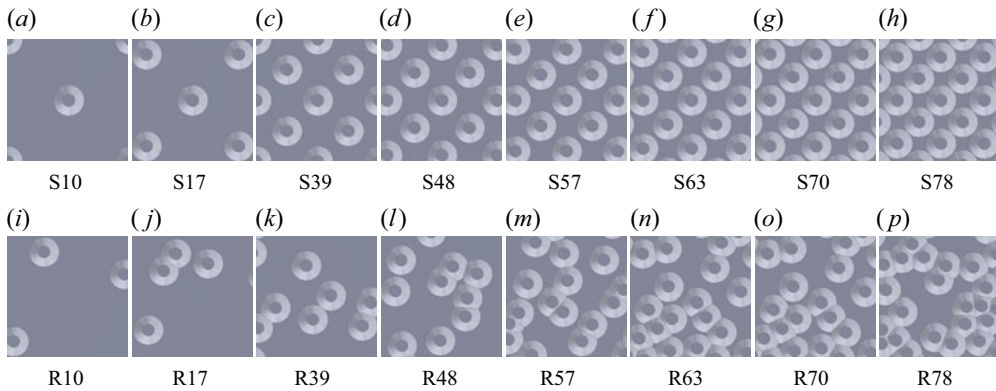 (a) (b) (c) (d) (e) (f) (g) (h)
S10 S17 S39 S48 S57 S63 S70 S78
(i) (j) (k) (l) (m) (n) (o) (p)
R10 R17 R39 R48 R57 R63 R70 R78